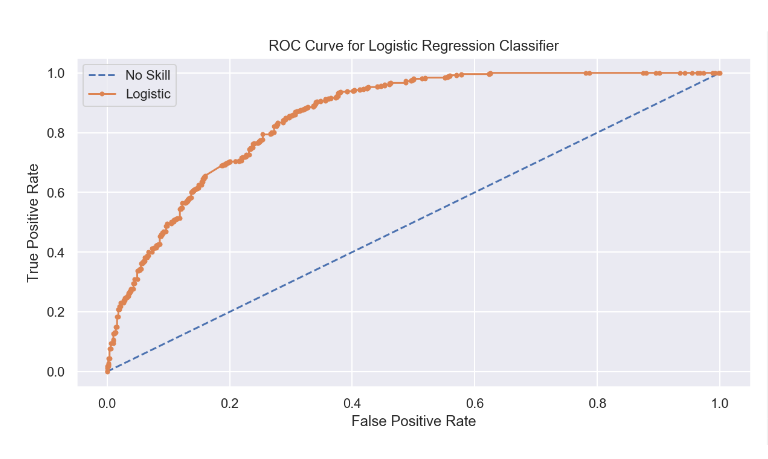 ROC Curve for Logistic Regression Classifier
No Skill
Logistic
True Positive Rate
1.0
0.8
0.6
0.4
0.2
0.0
0.0 0.2 0.4 0.6 0.8 1.0
False Positive Rate